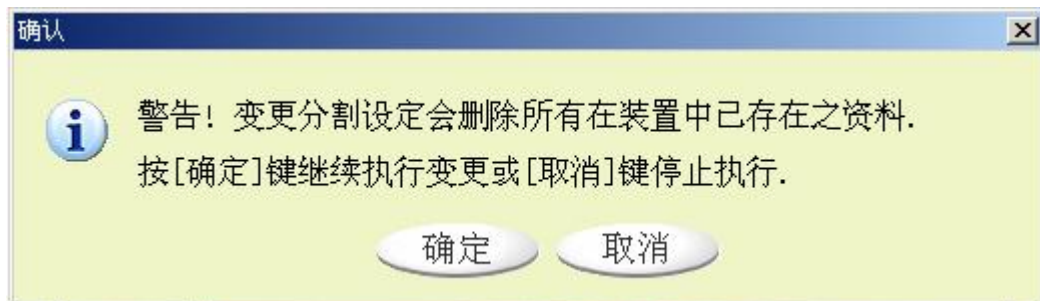 确认
警告! 变更分割设定会删除所有在装置中已存在之资料.
按[确定]键继续执行变更或[取消]键停止执行.
确定 取消